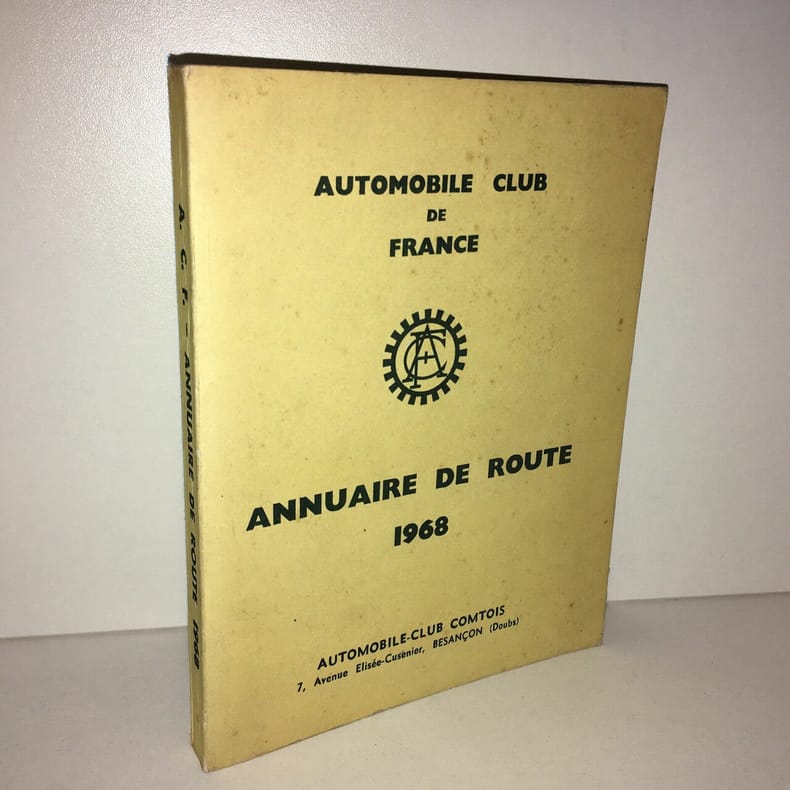 AUTOMOBILE CLUB
DE
FRANCE
ACF
ANNUAIRE DE ROUTE
1968
AUTOMOBILE-CLUB COMTOIS
7, Avenue Elisée-Cusenier, BESANÇON (Doubs)
A. C. F. - ANNUAIRE DE ROUTE 1968